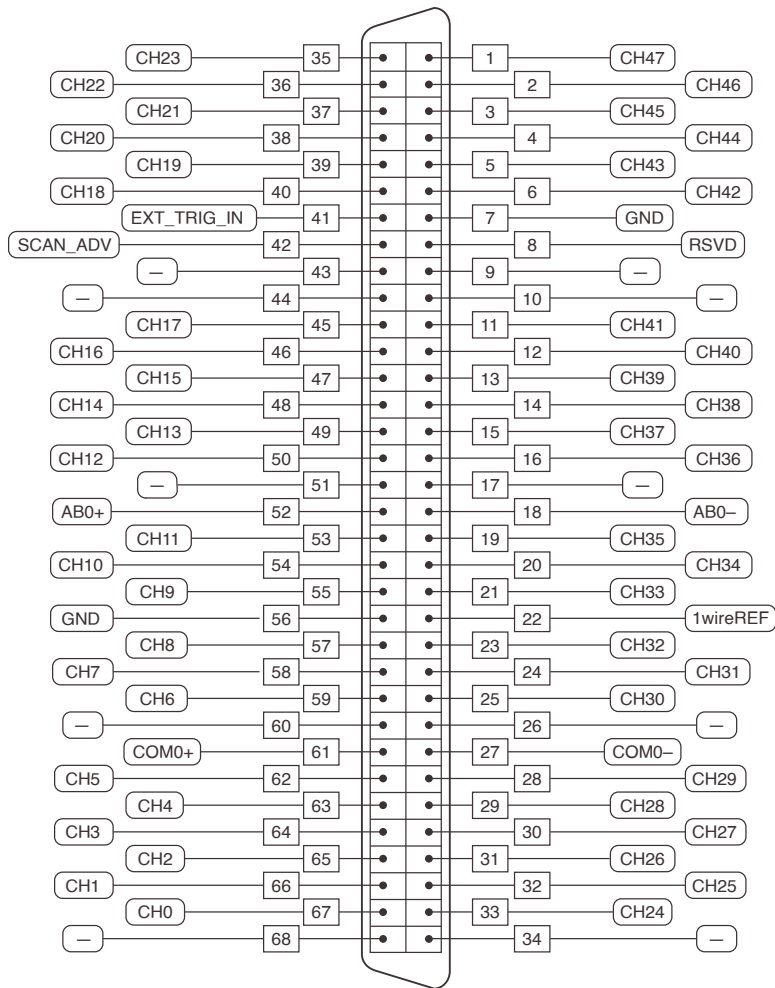 CH23 35 1 CH47
CH22 36 2 CH46
CH21 37 3 CH45
CH20 38 4 CH44
CH19 39 5 CH43
CH18 40 6 CH42
EXT_TRIG_IN 41 7 GND
SCAN_ADV 42 8 RSVD
— 43 9 —
— 44 10 —
CH17 45 11 CH41
CH16 46 12 CH40
CH15 47 13 CH39
CH14 48 14 CH38
CH13 49 15 CH37
CH12 50 16 CH36
— 51 17 —
AB0+ 52 18 AB0–
CH11 53 19 CH35
CH10 54 20 CH34
CH9 55 21 CH33
GND 56 22 1wireREF
CH8 57 23 CH32
CH7 58 24 CH31
CH6 59 25 CH30
— 60 26 —
COM0+ 61 27 COM0–
CH5 62 28 CH29
CH4 63 29 CH28
CH3 64 30 CH27
CH2 65 31 CH26
CH1 66 32 CH25
CH0 67 33 CH24
— 68 34 —